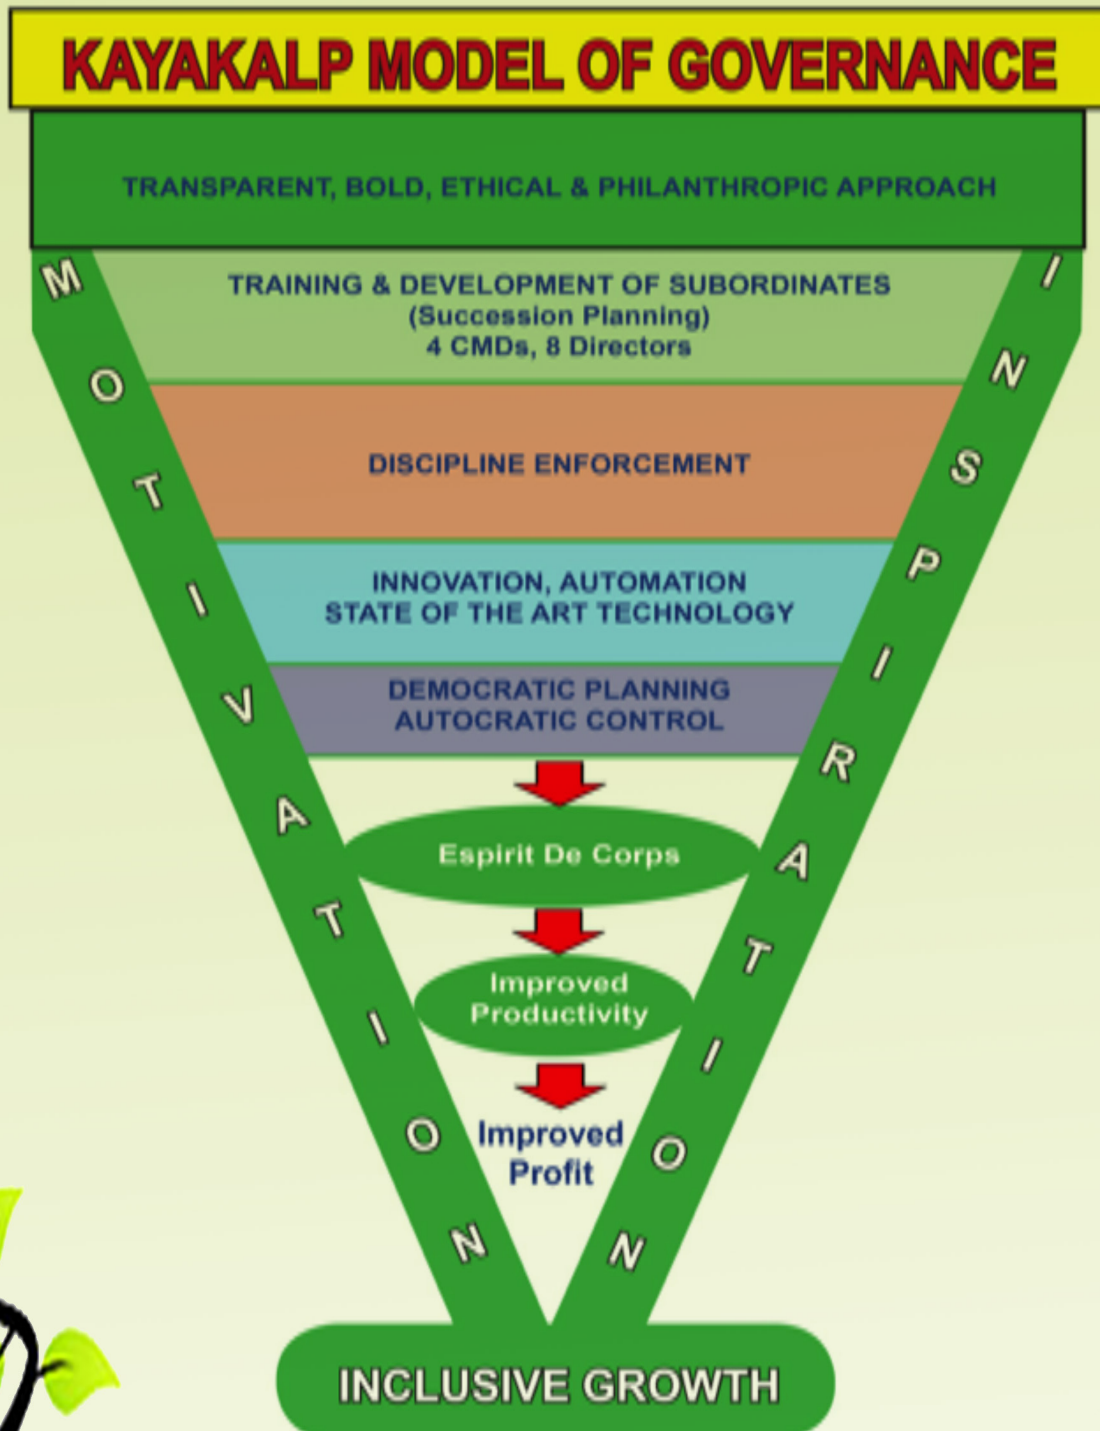 KAYAKALP MODEL OF GOVERNANCE
TRANSPARENT, BOLD, ETHICAL & PHILANTHROPIC APPROACH
MOTIVATION
INSPIRATION
TRAINING & DEVELOPMENT OF SUBORDINATES
(Succession Planning)
4 CMDs, 8 Directors
DISCIPLINE ENFORCEMENT
INNOVATION, AUTOMATION
STATE OF THE ART TECHNOLOGY
DEMOCRATIC PLANNING
AUTOCRATIC CONTROL
Espirit De Corps
Improved
Productivity
Improved
Profit
INCLUSIVE GROWTH